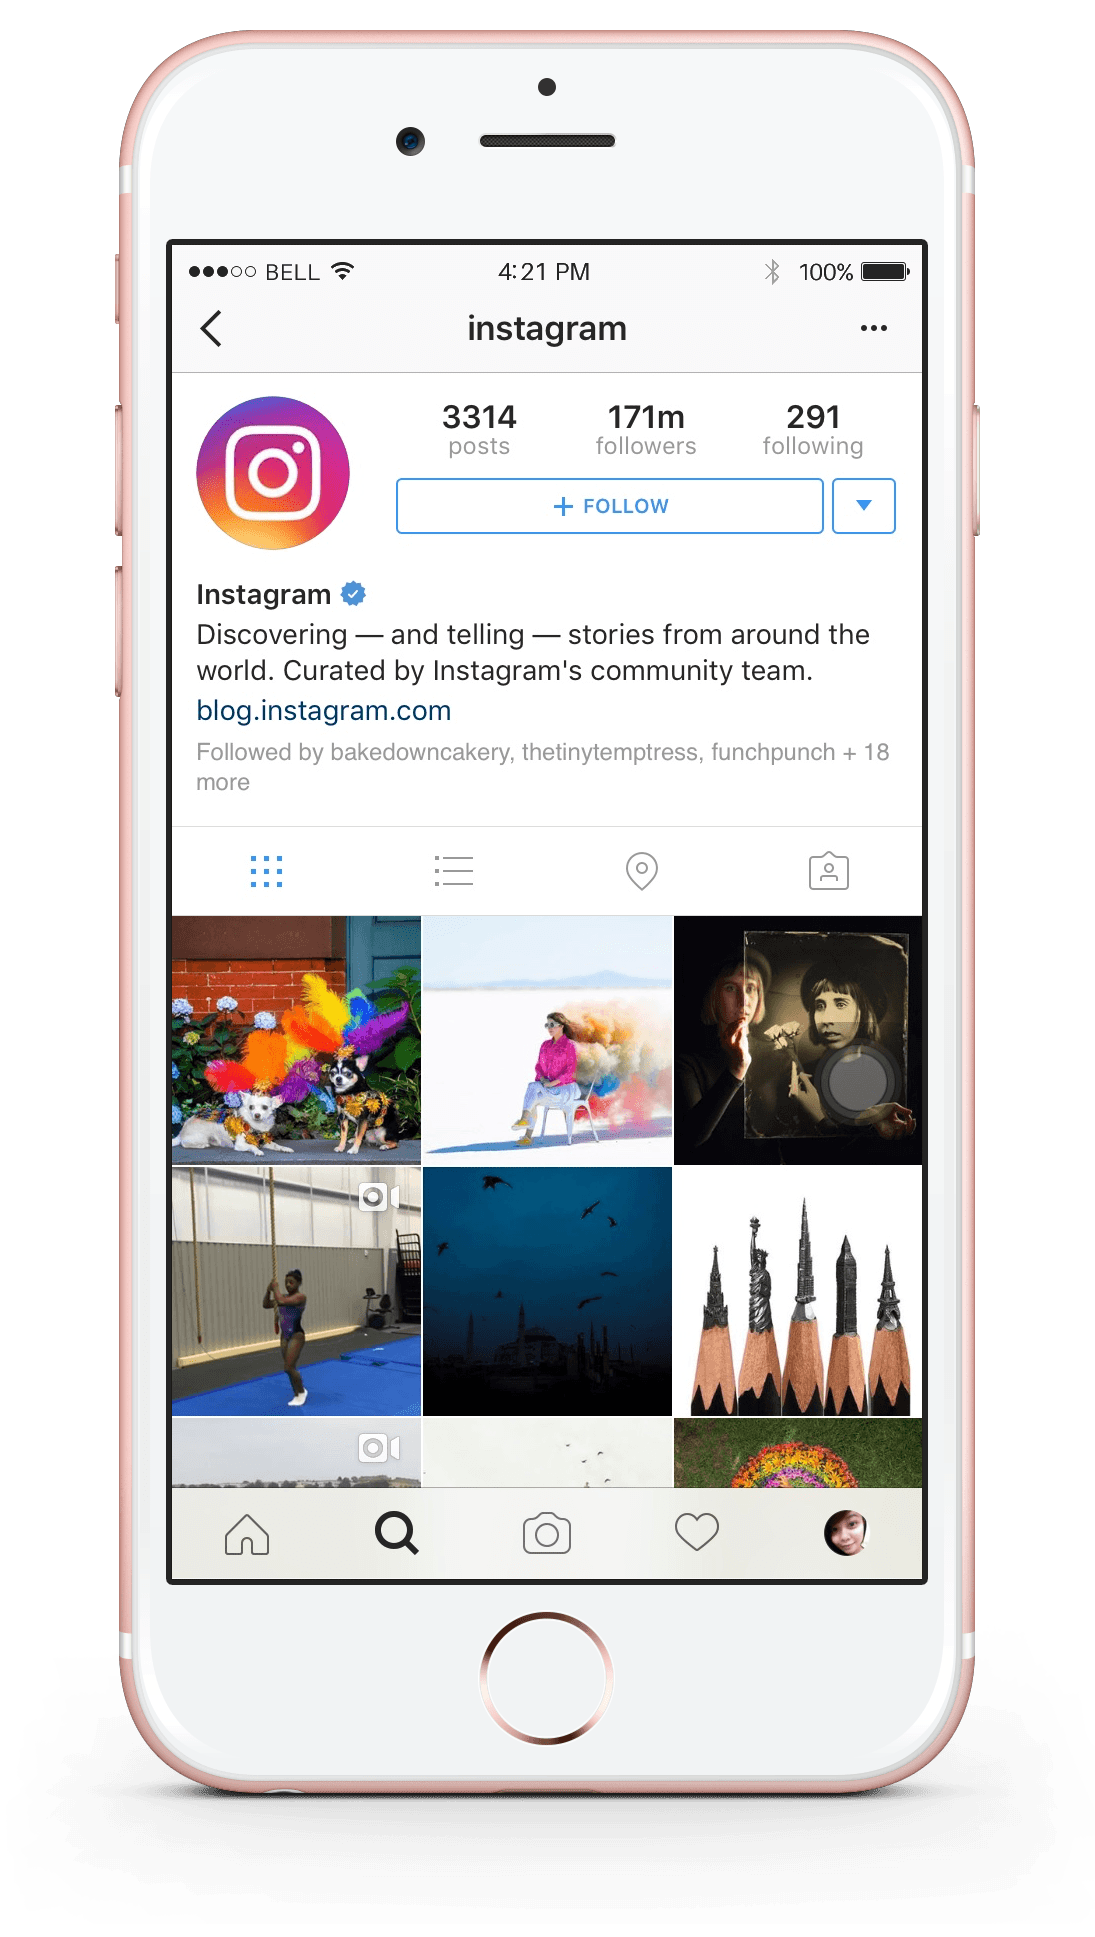 BELL
4:21 PM
100%
instagram
3314
171m
291
posts
followers
following
+ FOLLOW
Instagram
Discovering — and telling — stories from around the
world. Curated by Instagram's community team.
blog.instagram.com
Followed by bakedowncakery, thetinytemptress, funchpunch + 18
more